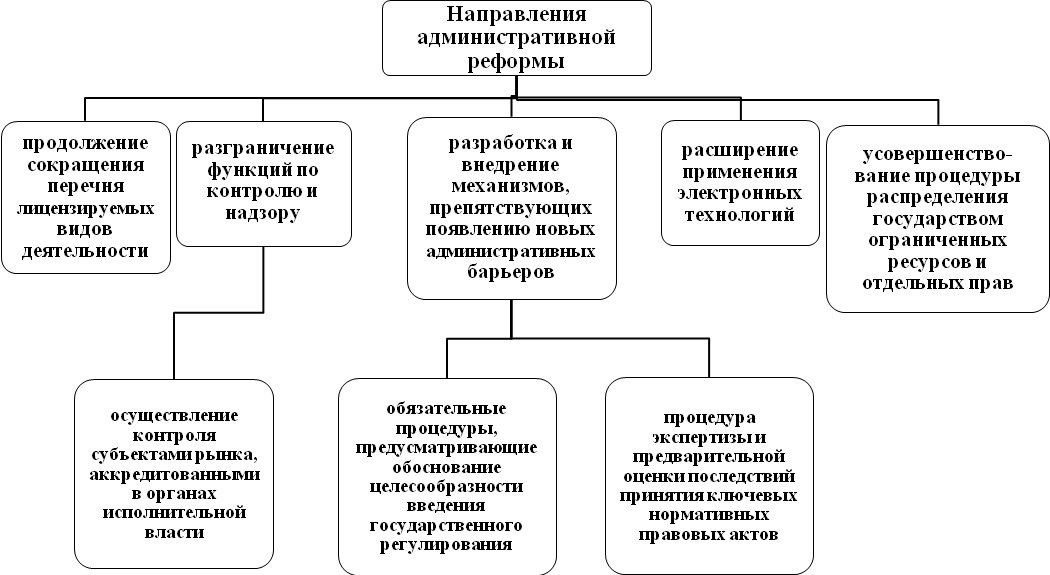 Направления
административной
реформы
продолжение
сокращения
перечня
лицензируемых
видов
деятельности
разграничение
функций по
контролю и
надзору
разработка и
внедрение
механизмов,
препятствующих
появлению новых
административных
барьеров
расширение
применения
электронных
технологий
усовершенство-
вание процедуры
распределения
государством
ограниченных
ресурсов и
отдельных прав
осуществление
контроля
субъектами рынка,
аккредитованными
в органах
исполнительной
власти
обязательные
процедуры,
предусматривающие
обоснование
целесообразности
введения
государственного
регулирования
процедура
экспертизы и
предварительной
оценки последствий
принятия ключевых
нормативных
правовых актов